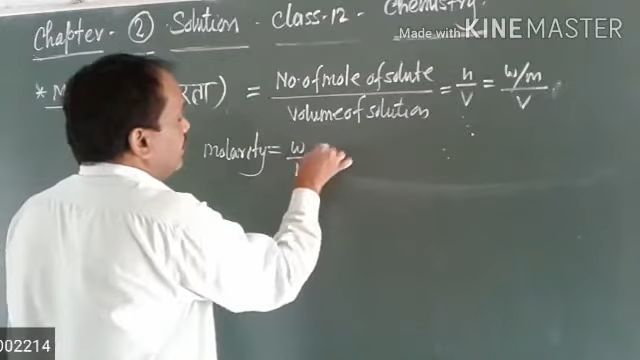 Chapter - ② Solution - Class-12 - Chemistry.
Made with KINEMASTER
* M रता) = No. of mole of solute / Volume of solution = n/V = w/m / V
Molarity = w
002214